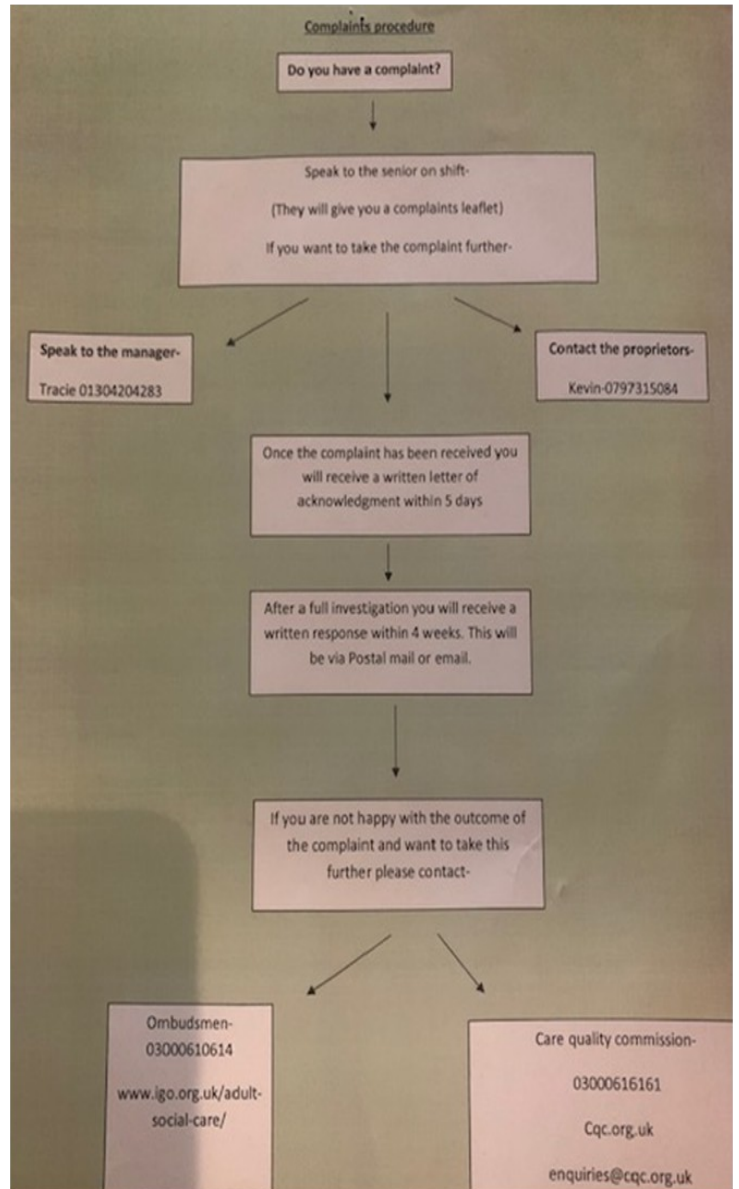 Complaints procedure
Do you have a complaint?
Speak to the senior on shift-
(They will give you a complaints leaflet)
If you want to take the complaint further-
Speak to the manager-
Tracie 01304204283
Contact the proprietors-
Kevin-0797315084
Once the complaint has been received you
will receive a written letter of
acknowledgment within 5 days
After a full investigation you will receive a
written response within 4 weeks. This will
be via Postal mail or email.
If you are not happy with the outcome of
the complaint and want to take this
further please contact-
Ombudsmen-
03000610614
www.igo.org.uk/adult-
social-care/
Care quality commission-
03000616161
Cqc.org.uk
enquiries@cqc.org.uk